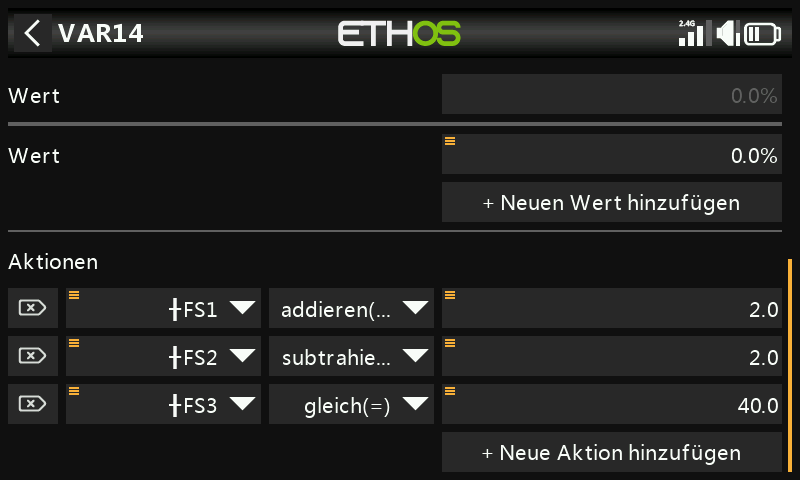 VAR14
ETHOS
2.4G
Wert 0.0%
Wert 0.0%
+ Neuen Wert hinzufügen
Aktionen
FS1 addieren(... 2.0
FS2 subtrahie... 2.0
FS3 gleich(=) 40.0
+ Neue Aktion hinzufügen